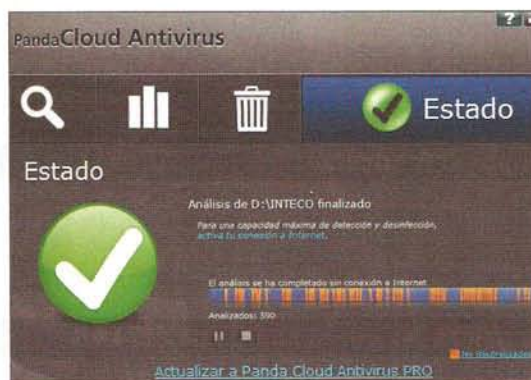 PandaCloud Antivirus
?
Estado
Estado
Análisis de D:\INTECO finalizado
Para una capacidad máxima de detección y desinfección,
activa tu conexión a Internet.
El análisis se ha completado sin conexión a Internet
Analizados: 390
No
Actualizar a Panda Cloud Antivirus PRO